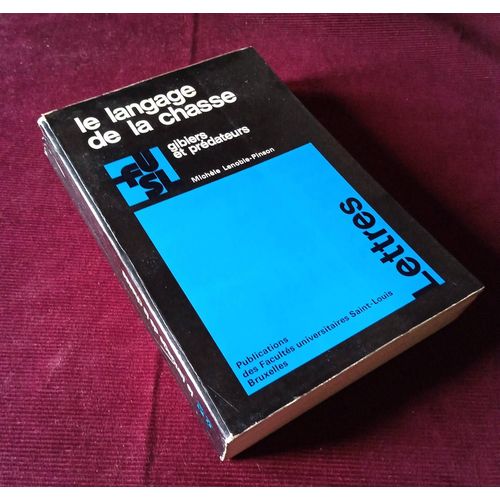 le langage
de la chasse
gibiers
et prédateurs
Michèle Lenoble-Pinson
Lettres
Publications
des Facultés universitaires Saint-Louis
Bruxelles